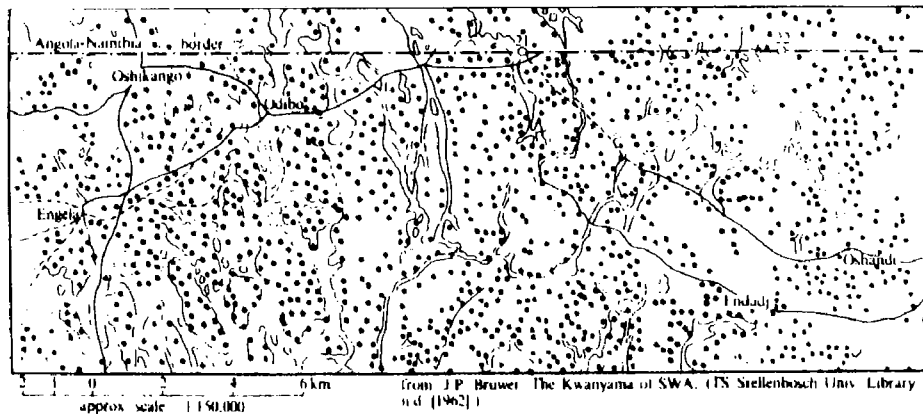 Angola-Namibia border
Oshikango
Odibo
Engela
Oshandi
Endadi
2 1 0 2 4 6 km
approx scale 1 150,000
from J.P. Bruwer The Kwanyama of SWA. (TS Stellenbosch Univ. Library
n d [1962] )